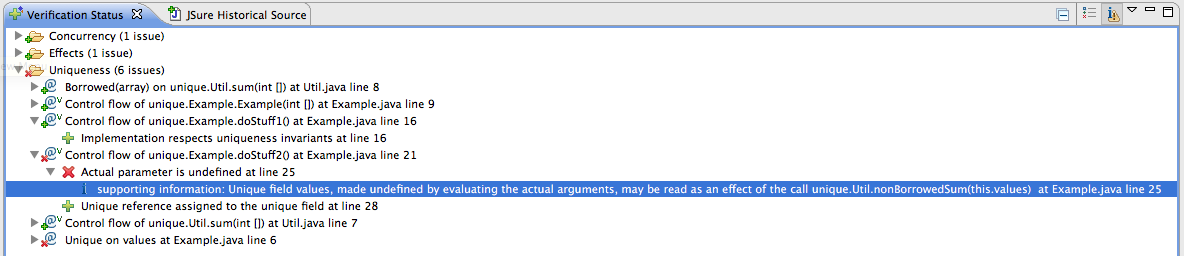 Verification Status
JSure Historical Source
Concurrency (1 issue)
Effects (1 issue)
Uniqueness (6 issues)
Borrowed(array) on unique.Util.sum(int []) at Util.java line 8
Control flow of unique.Example.Example(int []) at Example.java line 9
Control flow of unique.Example.doStuff1() at Example.java line 16
Implementation respects uniqueness invariants at line 16
Control flow of unique.Example.doStuff2() at Example.java line 21
Actual parameter is undefined at line 25
supporting information: Unique field values, made undefined by evaluating the actual arguments, may be read as an effect of the call unique.Util.nonBorrowedSum(this.values)  at Example.java line 25
Unique reference assigned to the unique field at line 28
Control flow of unique.Util.sum(int []) at Util.java line 7
Unique on values at Example.java line 6